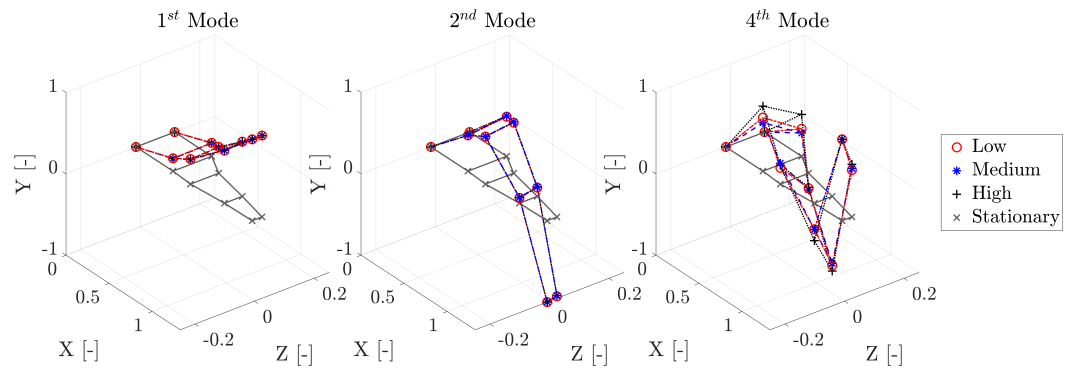 1st Mode
2nd Mode
4th Mode
1
0
-1
Y [-]
0
0.5
1
X [-]
-0.2
0
0.2
Z [-]
1
0
-1
Y [-]
0
0.5
1
X [-]
-0.2
0
0.2
Z [-]
1
0
-1
Y [-]
0
0.5
1
X [-]
-0.2
0
0.2
Z [-]
Low
Medium
High
Stationary